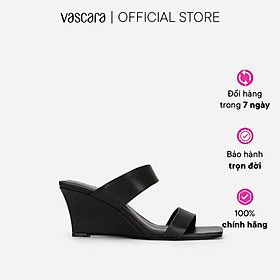 vascara | OFFICIAL STORE
Đổi hàng
trong 7 ngày
Bảo hành
trọn đời
100%
chính hãng